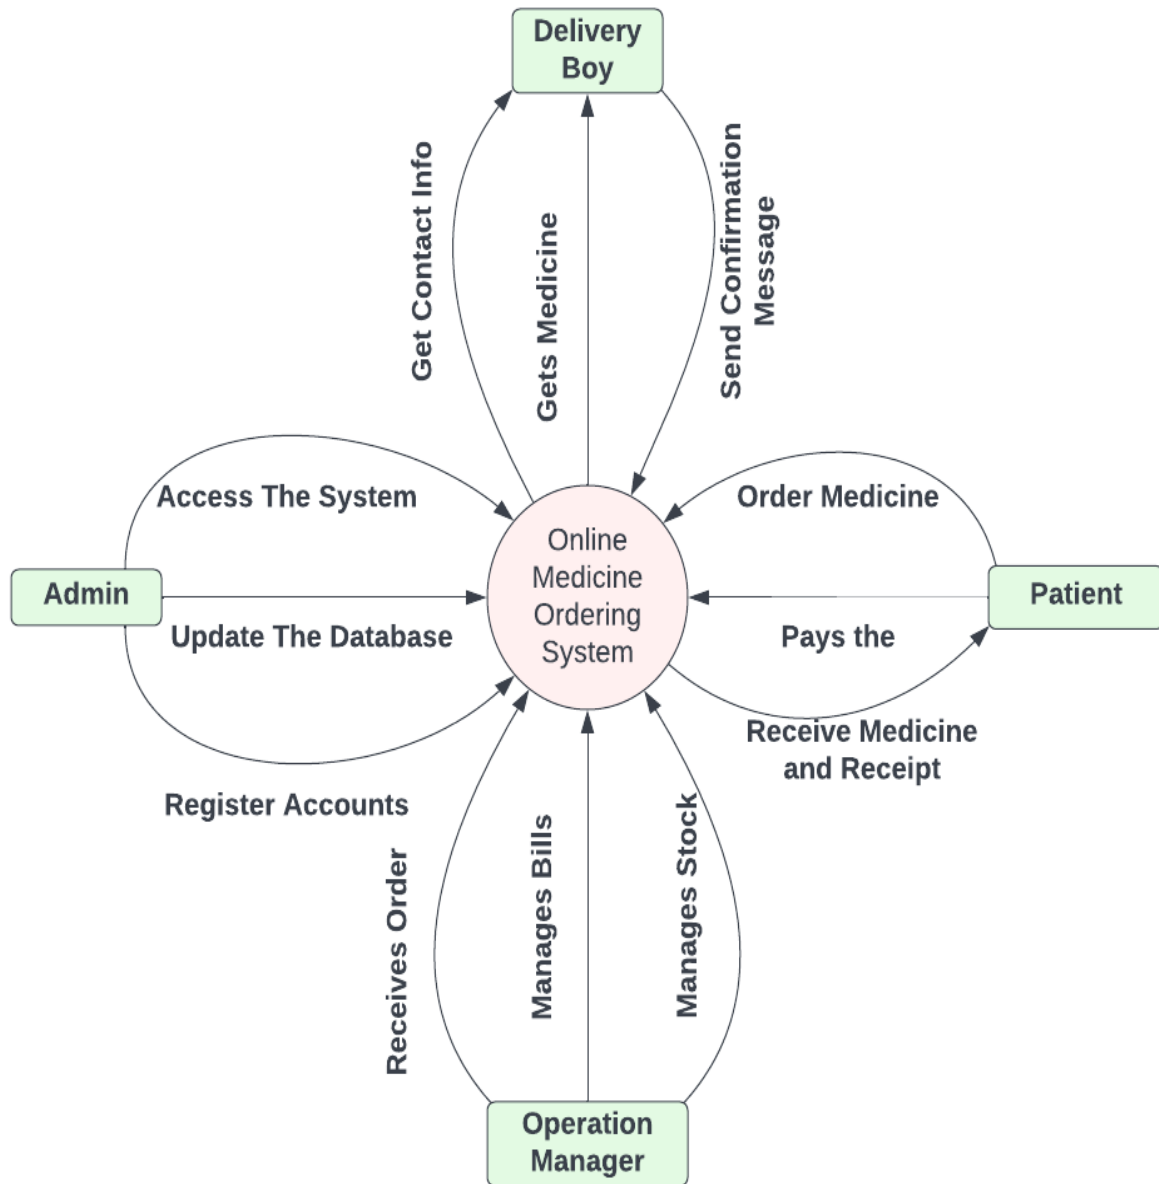 Delivery
Boy
Get Contact Info
Gets Medicine
Send Confirmation
Message
Access The System
Order Medicine
Online
Medicine
Ordering
System
Admin
Patient
Update The Database
Pays the
Receive Medicine
and Receipt
Register Accounts
Receives Order
Manages Bills
Manages Stock
Operation
Manager